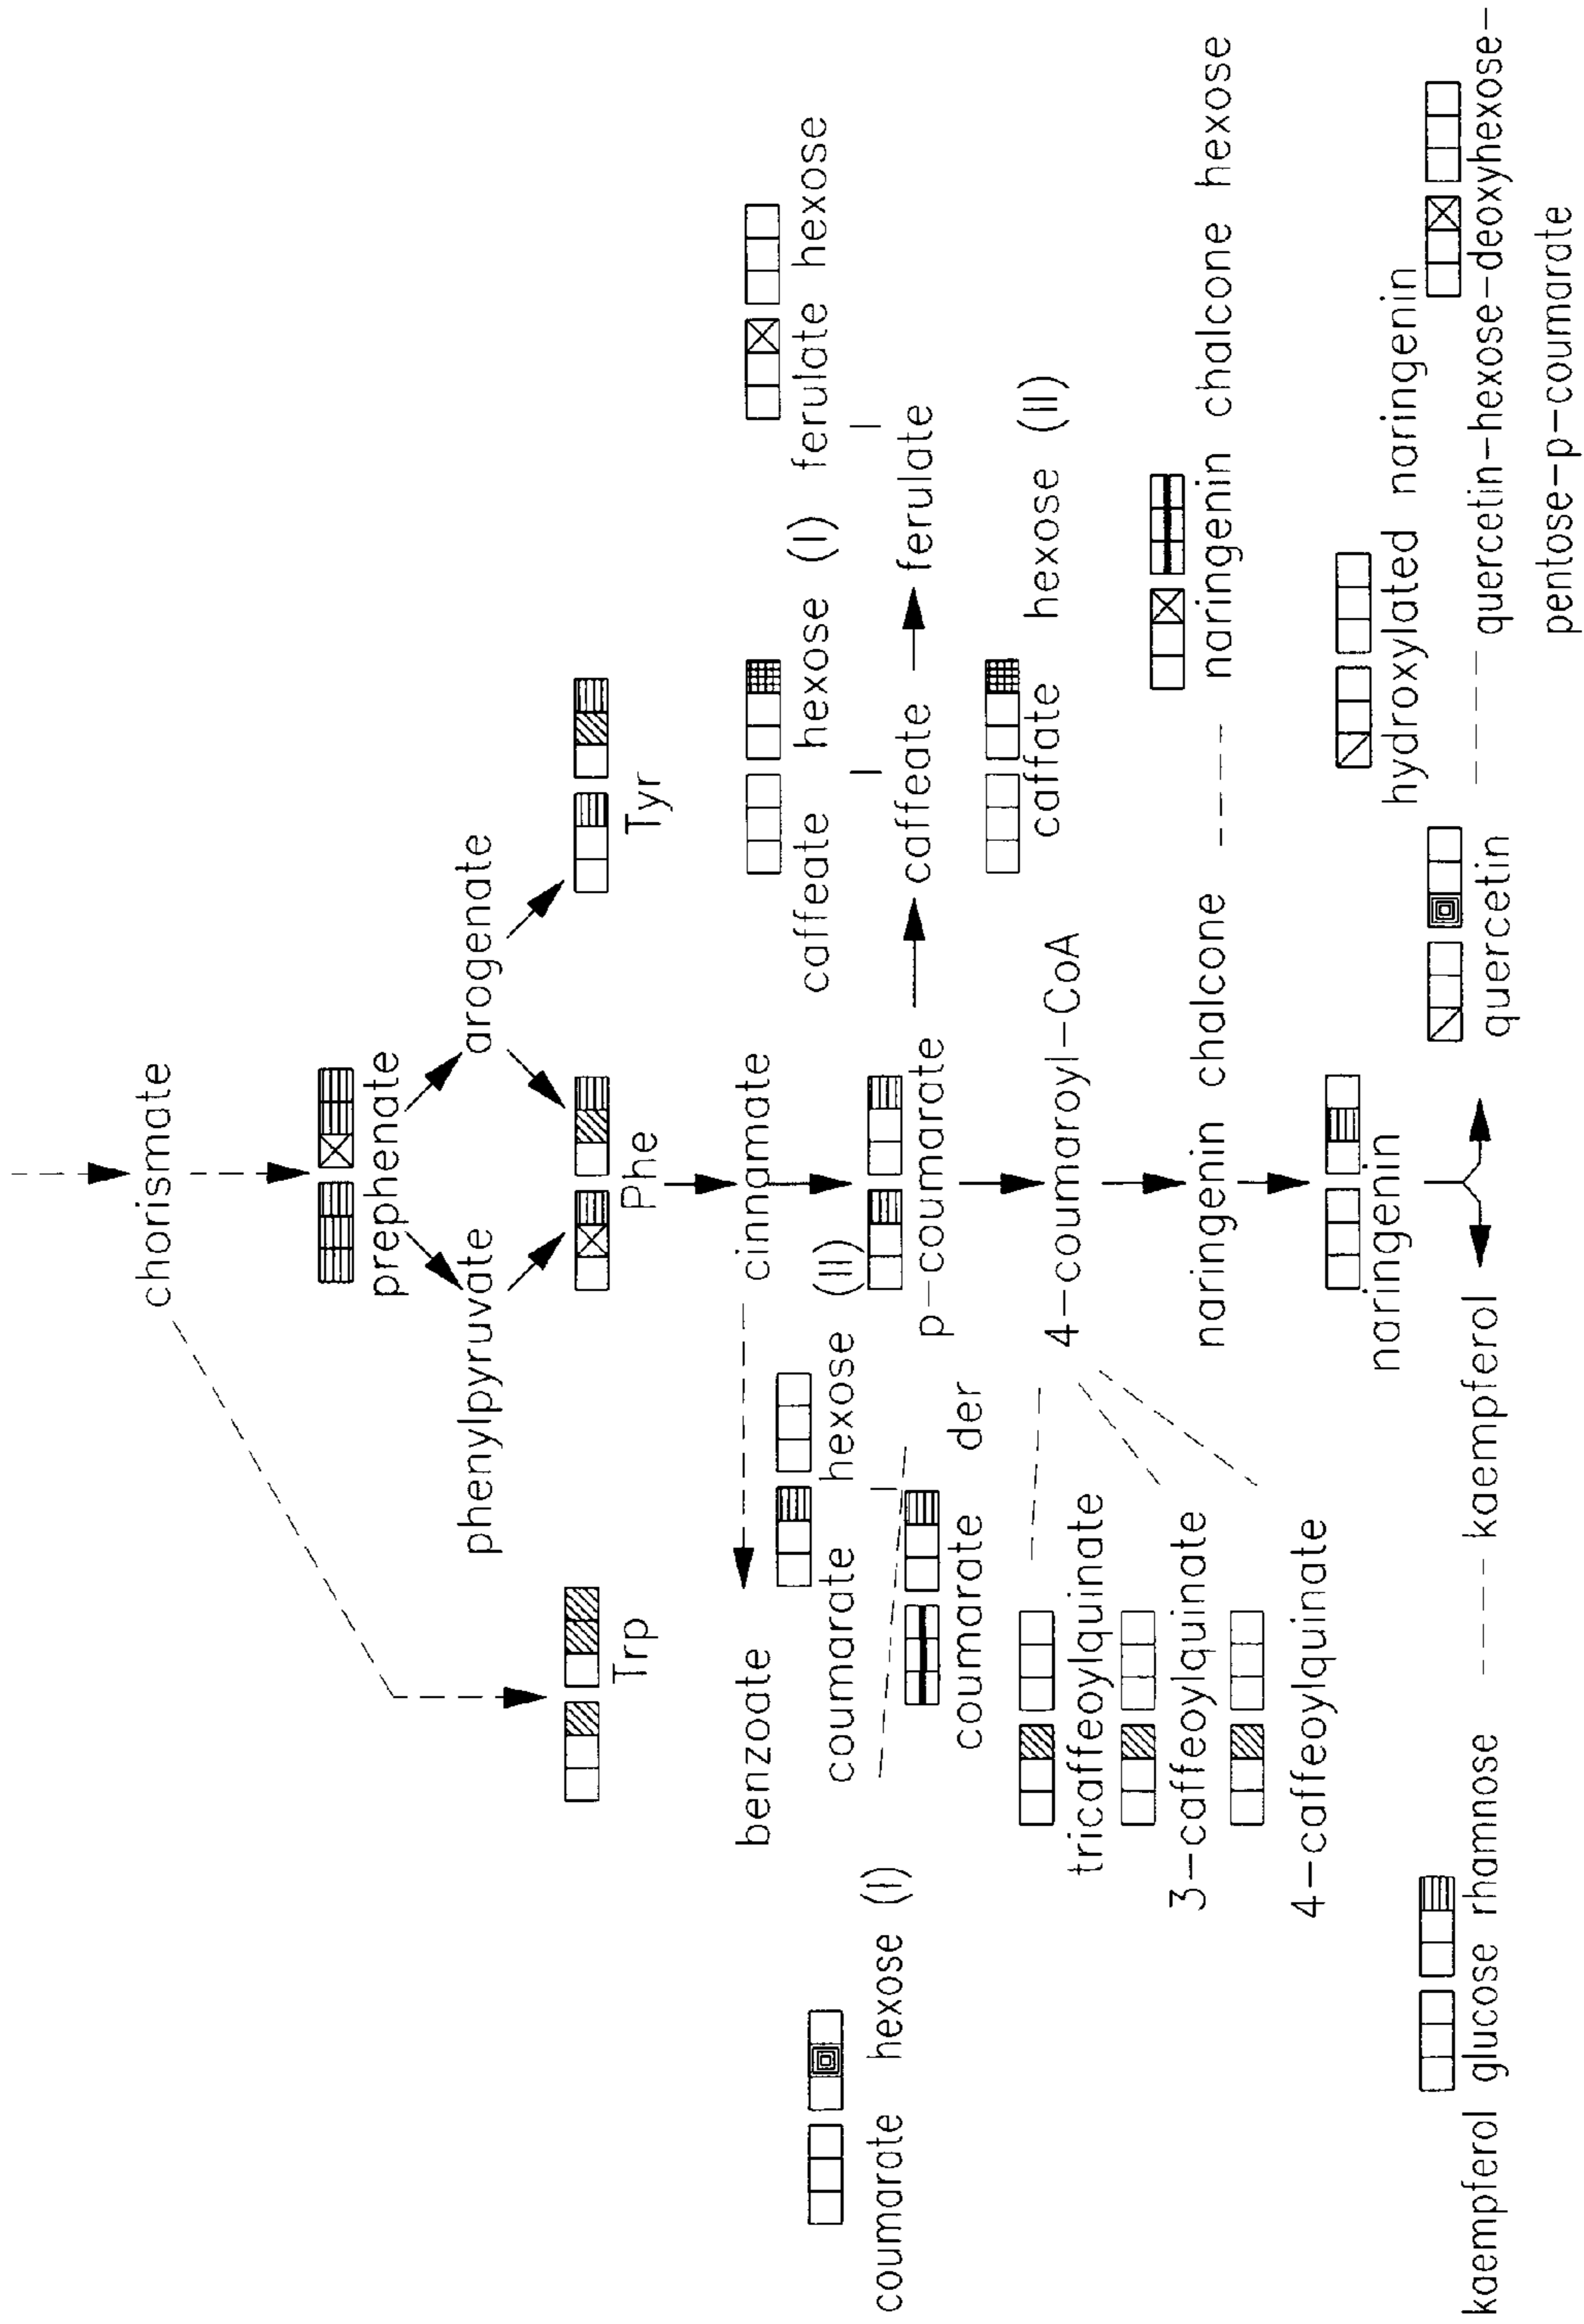 chorismate
prephenate
phenylpyruvate
arogenate
Trp
Phe
Tyr
benzoate
cinnamate
coumarate hexose (I)
coumarate hexose (II)
caffeate hexose (I)
ferulate hexose
p-coumarate
caffeate
ferulate
coumarate der
caffate hexose (II)
4-coumaroyl-CoA
tricaffeoylquinate
3-caffeoylquinate
4-caffeoylquinate
naringenin chalcone
naringenin chalcone hexose
naringenin
hydroxylated naringenin
kaempferol glucose rhamnose
kaempferol
quercetin
quercetin-hexose-deoxyhexose-
pentose-p-coumarate